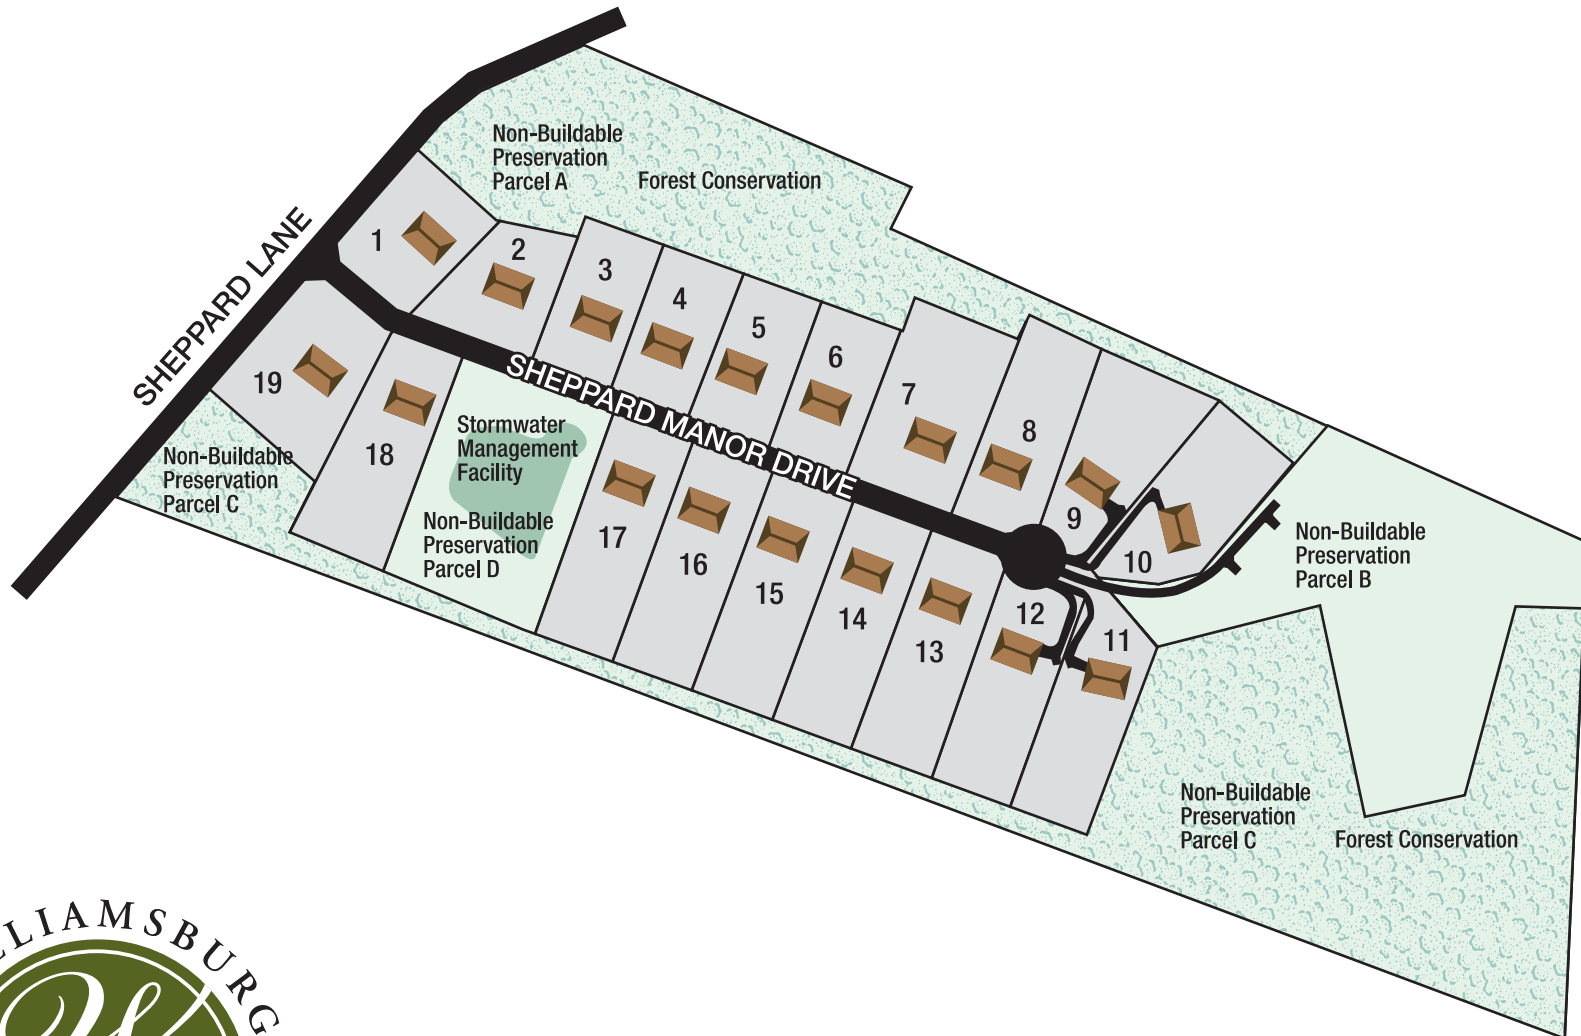 Non-Buildable
Preservation
Parcel A
Forest Conservation
SHEPPARD LANE
1
2
3
4
5
6
7
8
9
10
11
12
13
14
15
16
17
18
19
SHEPPARD MANOR DRIVE
Stormwater
Management
Facility
Non-Buildable
Preservation
Parcel D
Non-Buildable
Preservation
Parcel C
Non-Buildable
Preservation
Parcel B
Non-Buildable
Preservation
Parcel C
Forest Conservation
LLIAMSBURG
W